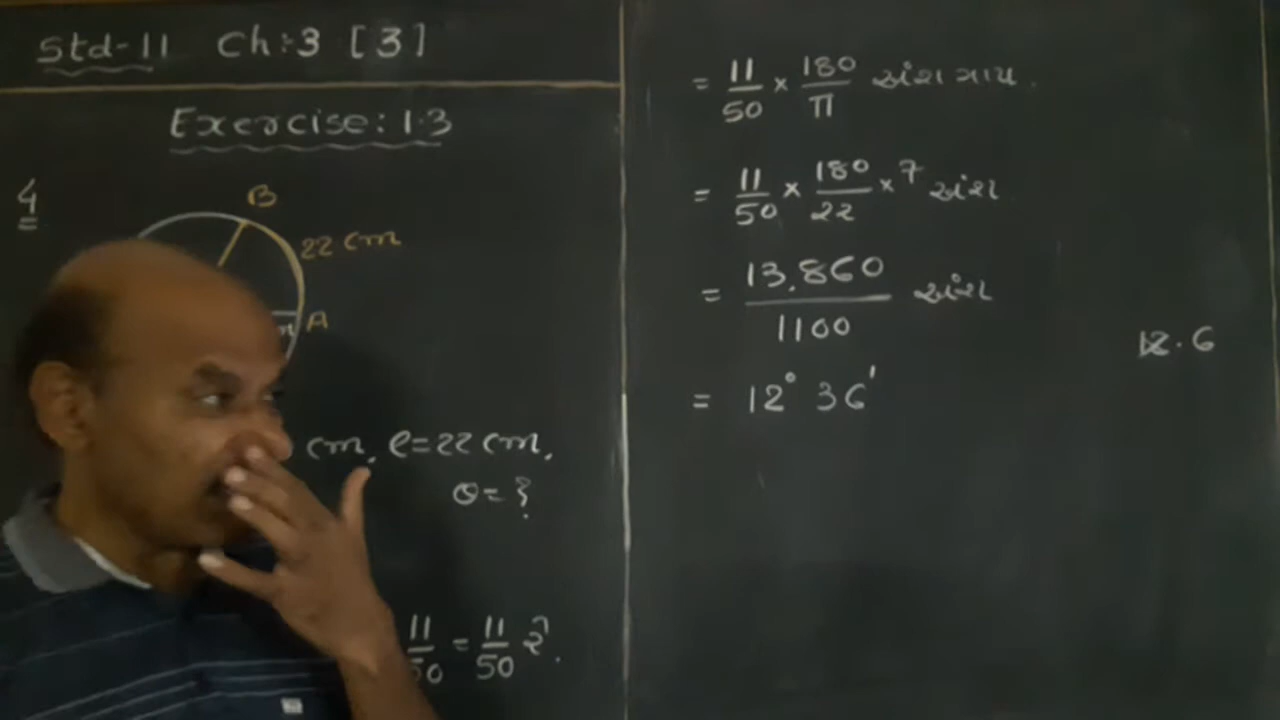 Std-11 Ch:-3 [3]
Exercise: 1.3
4
B
22 cm
A
cm, l=22 cm,
θ = ?
11/50 = 11/50 રે.
= 11/50 × 180/π અંશ માપ.
= 11/50 × 180/22 × 7 અંશ
= 13,860/1100 અંશ
12.6
= 12° 36'